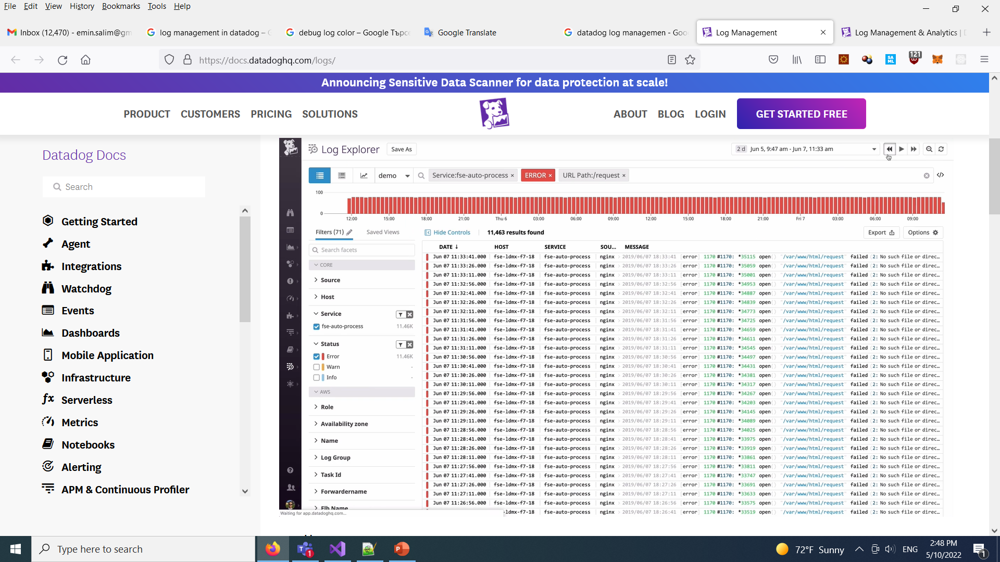 File Edit View History Bookmarks Tools Help
Inbox (12,470) - emin.salim@gm
log management in datadog –
debug log color – Google Търсе
Google Translate
datadog log managemen - Goo
Log Management
Log Management & Analytics |
https://docs.datadoghq.com/logs/
SAML
121
Announcing Sensitive Data Scanner for data protection at scale!
PRODUCT CUSTOMERS PRICING SOLUTIONS
ABOUT BLOG LOGIN GET STARTED FREE
Datadog Docs
Search
Getting Started
Agent
Integrations
Watchdog
Events
Dashboards
Mobile Application
Infrastructure
Serverless
Metrics
Notebooks
Alerting
APM & Continuous Profiler
Log Explorer Save As
2 d Jun 5, 9:47 am - Jun 7, 11:33 am
demo Service:fse-auto-process × ERROR × URL Path:/request ×
</>
100
0
12:00 15:00 18:00 21:00 Thu 6 03:00 06:00 09:00 12:00 15:00 18:00 21:00 Fri 7 03:00 06:00 09:00
Filters (71) Saved Views
Hide Controls 11,463 results found Export Options
Search facets
CORE
Source
Host
Service
fse-auto-process 11.46K
Status
Error 11.46K
Warn -
Info -
AWS
Role
Availability zone
Name
Log Group
Task Id
Forwardername
Elb Name
DATE ↓ HOST SERVICE SOU... MESSAGE
Jun 07 11:33:41.000 fse-ldmx-f7-18 fse-auto-process nginx 2019/06/07 18:33:41 [error] 1170#1170: *35115 open() "/var/www/html/request" failed (2: No such file or direc...
Jun 07 11:33:26.000 fse-ldmx-f7-18 fse-auto-process nginx 2019/06/07 18:33:26 [error] 1170#1170: *35059 open() "/var/www/html/request" failed (2: No such file or direc...
Jun 07 11:33:11.000 fse-ldmx-f7-18 fse-auto-process nginx 2019/06/07 18:33:11 [error] 1170#1170: *35001 open() "/var/www/html/request" failed (2: No such file or direc...
Jun 07 11:32:56.000 fse-ldmx-f7-18 fse-auto-process nginx 2019/06/07 18:32:56 [error] 1170#1170: *34953 open() "/var/www/html/request" failed (2: No such file or direc...
Jun 07 11:32:41.000 fse-ldmx-f7-18 fse-auto-process nginx 2019/06/07 18:32:41 [error] 1170#1170: *34887 open() "/var/www/html/request" failed (2: No such file or direc...
Jun 07 11:32:26.000 fse-ldmx-f7-18 fse-auto-process nginx 2019/06/07 18:32:26 [error] 1170#1170: *34839 open() "/var/www/html/request" failed (2: No such file or direc...
Jun 07 11:32:11.000 fse-ldmx-f7-18 fse-auto-process nginx 2019/06/07 18:32:11 [error] 1170#1170: *34773 open() "/var/www/html/request" failed (2: No such file or direc...
Jun 07 11:31:56.000 fse-ldmx-f7-18 fse-auto-process nginx 2019/06/07 18:31:56 [error] 1170#1170: *34725 open() "/var/www/html/request" failed (2: No such file or direc...
Jun 07 11:31:41.000 fse-ldmx-f7-18 fse-auto-process nginx 2019/06/07 18:31:41 [error] 1170#1170: *34659 open() "/var/www/html/request" failed (2: No such file or direc...
Jun 07 11:31:26.000 fse-ldmx-f7-18 fse-auto-process nginx 2019/06/07 18:31:26 [error] 1170#1170: *34611 open() "/var/www/html/request" failed (2: No such file or direc...
Jun 07 11:31:11.000 fse-ldmx-f7-18 fse-auto-process nginx 2019/06/07 18:31:11 [error] 1170#1170: *34545 open() "/var/www/html/request" failed (2: No such file or direc...
Jun 07 11:30:56.000 fse-ldmx-f7-18 fse-auto-process nginx 2019/06/07 18:30:56 [error] 1170#1170: *34497 open() "/var/www/html/request" failed (2: No such file or direc...
Jun 07 11:30:41.000 fse-ldmx-f7-18 fse-auto-process nginx 2019/06/07 18:30:41 [error] 1170#1170: *34431 open() "/var/www/html/request" failed (2: No such file or direc...
Jun 07 11:30:26.000 fse-ldmx-f7-18 fse-auto-process nginx 2019/06/07 18:30:26 [error] 1170#1170: *34381 open() "/var/www/html/request" failed (2: No such file or direc...
Jun 07 11:30:11.000 fse-ldmx-f7-18 fse-auto-process nginx 2019/06/07 18:30:11 [error] 1170#1170: *34317 open() "/var/www/html/request" failed (2: No such file or direc...
Jun 07 11:29:56.000 fse-ldmx-f7-18 fse-auto-process nginx 2019/06/07 18:29:56 [error] 1170#1170: *34267 open() "/var/www/html/request" failed (2: No such file or direc...
Jun 07 11:29:41.000 fse-ldmx-f7-18 fse-auto-process nginx 2019/06/07 18:29:41 [error] 1170#1170: *34203 open() "/var/www/html/request" failed (2: No such file or direc...
Jun 07 11:29:26.000 fse-ldmx-f7-18 fse-auto-process nginx 2019/06/07 18:29:26 [error] 1170#1170: *34145 open() "/var/www/html/request" failed (2: No such file or direc...
Jun 07 11:29:11.000 fse-ldmx-f7-18 fse-auto-process nginx 2019/06/07 18:29:11 [error] 1170#1170: *34089 open() "/var/www/html/request" failed (2: No such file or direc...
Jun 07 11:28:56.000 fse-ldmx-f7-18 fse-auto-process nginx 2019/06/07 18:28:56 [error] 1170#1170: *34025 open() "/var/www/html/request" failed (2: No such file or direc...
Jun 07 11:28:41.000 fse-ldmx-f7-18 fse-auto-process nginx 2019/06/07 18:28:41 [error] 1170#1170: *33975 open() "/var/www/html/request" failed (2: No such file or direc...
Jun 07 11:28:26.000 fse-ldmx-f7-18 fse-auto-process nginx 2019/06/07 18:28:26 [error] 1170#1170: *33919 open() "/var/www/html/request" failed (2: No such file or direc...
Jun 07 11:28:11.000 fse-ldmx-f7-18 fse-auto-process nginx 2019/06/07 18:28:11 [error] 1170#1170: *33861 open() "/var/www/html/request" failed (2: No such file or direc...
Jun 07 11:27:56.000 fse-ldmx-f7-18 fse-auto-process nginx 2019/06/07 18:27:56 [error] 1170#1170: *33811 open() "/var/www/html/request" failed (2: No such file or direc...
Jun 07 11:27:41.000 fse-ldmx-f7-18 fse-auto-process nginx 2019/06/07 18:27:41 [error] 1170#1170: *33747 open() "/var/www/html/request" failed (2: No such file or direc...
Jun 07 11:27:26.000 fse-ldmx-f7-18 fse-auto-process nginx 2019/06/07 18:27:26 [error] 1170#1170: *33691 open() "/var/www/html/request" failed (2: No such file or direc...
Jun 07 11:27:11.000 fse-ldmx-f7-18 fse-auto-process nginx 2019/06/07 18:27:11 [error] 1170#1170: *33633 open() "/var/www/html/request" failed (2: No such file or direc...
Jun 07 11:26:56.000 fse-ldmx-f7-18 fse-auto-process nginx 2019/06/07 18:26:56 [error] 1170#1170: *33575 open() "/var/www/html/request" failed (2: No such file or direc...
-ldmx-f7-18 fse-auto-process nginx 2019/06/07 18:26:41 [error] 1170#1170: *33519 open() "/var/www/html/request" failed (2: No such file or direc...
Waiting for app.datadoghq.com...
Type here to search
1
72°F Sunny
ENG
2:48 PM
5/10/2022
1